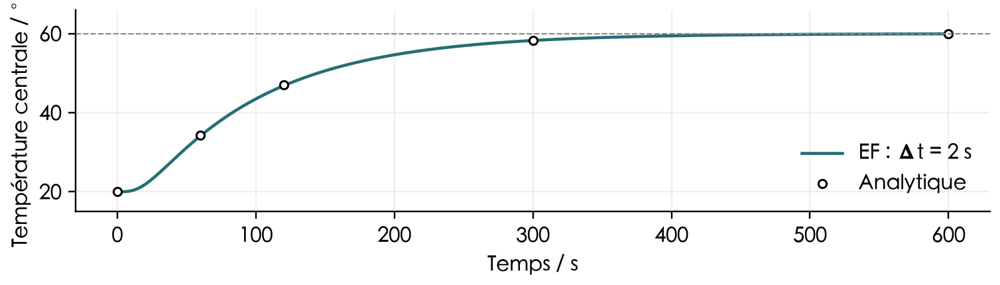 Température centrale / °
60
40
20
0 100 200 300 400 500 600
Temps / s
EF : Δt = 2 s
Analytique